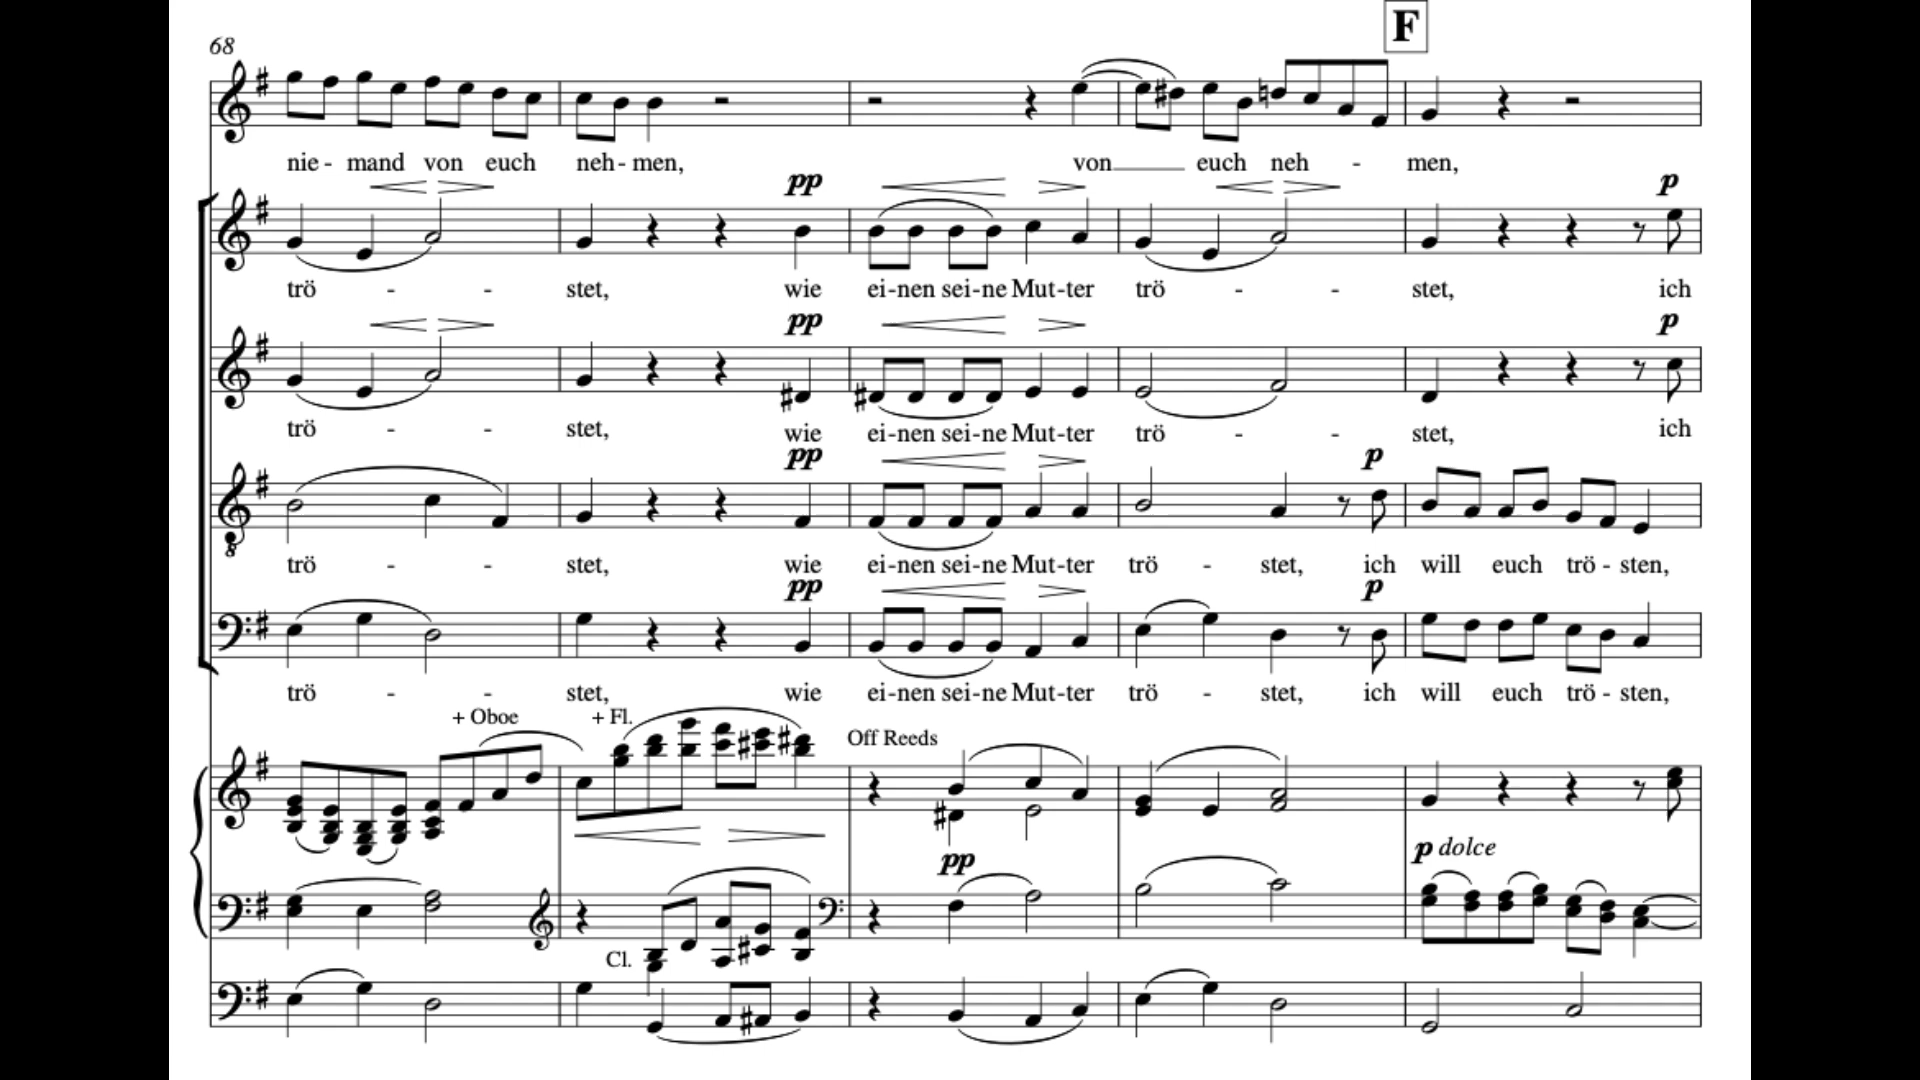 F
68
nie - mand von euch neh - men, von euch neh - men,
pp p
trö - - stet, wie ei - nen sei - ne Mut - ter trö - - stet, ich
pp p
trö - - stet, wie ei - nen sei - ne Mut - ter trö - - stet, ich
pp p
trö - - stet, wie ei - nen sei - ne Mut - ter trö - stet, ich will euch trö - sten,
pp p
trö - - stet, wie ei - nen sei - ne Mut - ter trö - stet, ich will euch trö - sten,
+ Oboe + Fl. Off Reeds
pp p dolce
Cl.